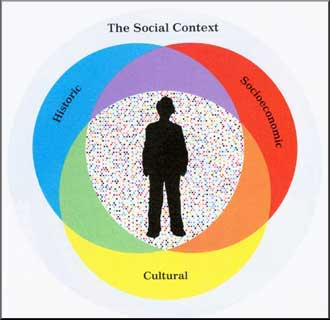 The Social Context
Historic
Socioeconomic
Cultural